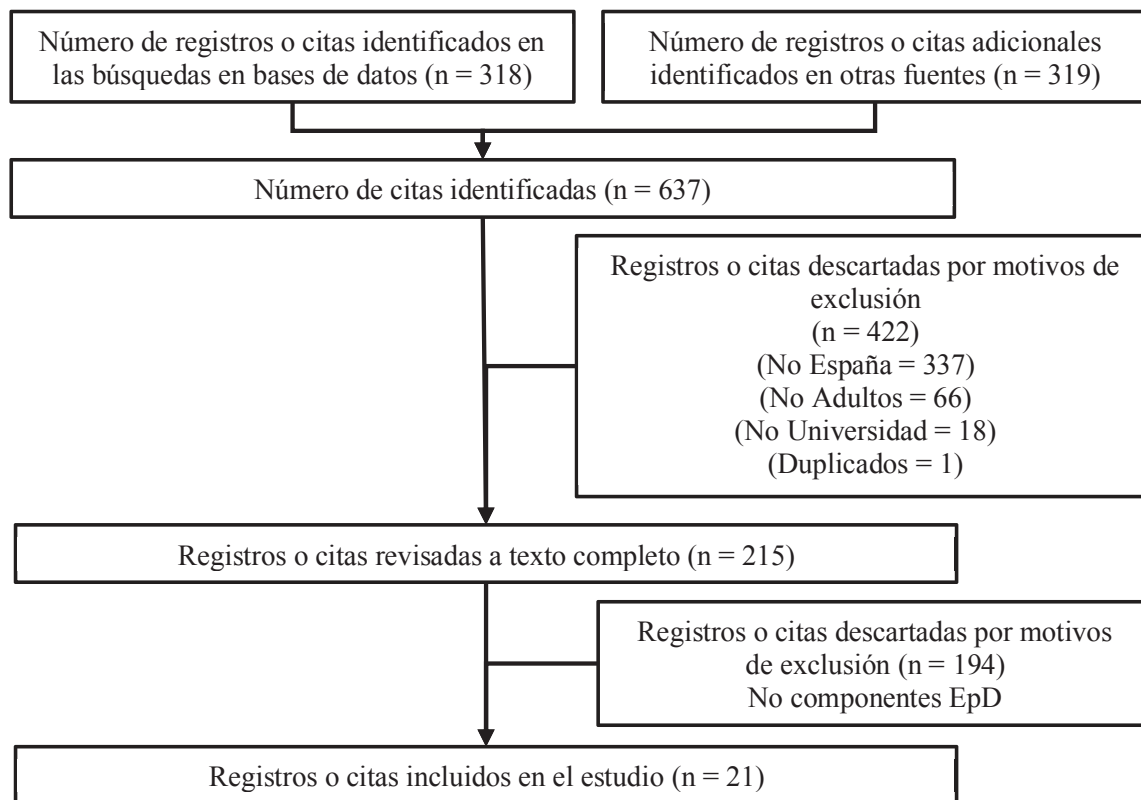 Número de registros o citas identificados en
las búsquedas en bases de datos (n = 318)
Número de registros o citas adicionales
identificados en otras fuentes (n = 319)
Número de citas identificadas (n = 637)
Registros o citas descartadas por motivos de
exclusión
(n = 422)
(No España = 337)
(No Adultos = 66)
(No Universidad = 18)
(Duplicados = 1)
Registros o citas revisadas a texto completo (n = 215)
Registros o citas descartadas por motivos
de exclusión (n = 194)
No componentes EpD
Registros o citas incluidos en el estudio (n = 21)